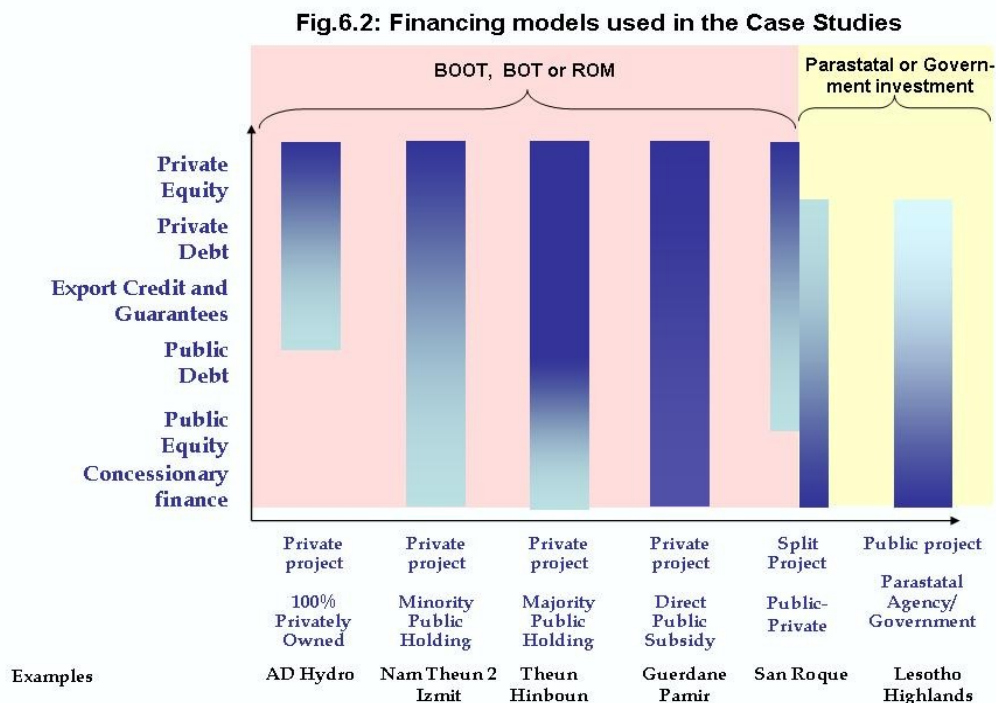 Fig.6.2: Financing models used in the Case Studies
BOOT, BOT or ROM
Parastatal or Govern-
ment investment
Private
Equity
Private
Debt
Export Credit and
Guarantees
Public
Debt
Public
Equity
Concessionary
finance
Private
project
100%
Privately
Owned
Private
project
Minority
Public
Holding
Private
project
Majority
Public
Holding
Private
project
Direct
Public
Subsidy
Split
Project
Public-
Private
Public project
Parastatal
Agency/
Government
Examples
AD Hydro
Nam Theun 2
Izmit
Theun
Hinboun
Guerdane
Pamir
San Roque
Lesotho
Highlands